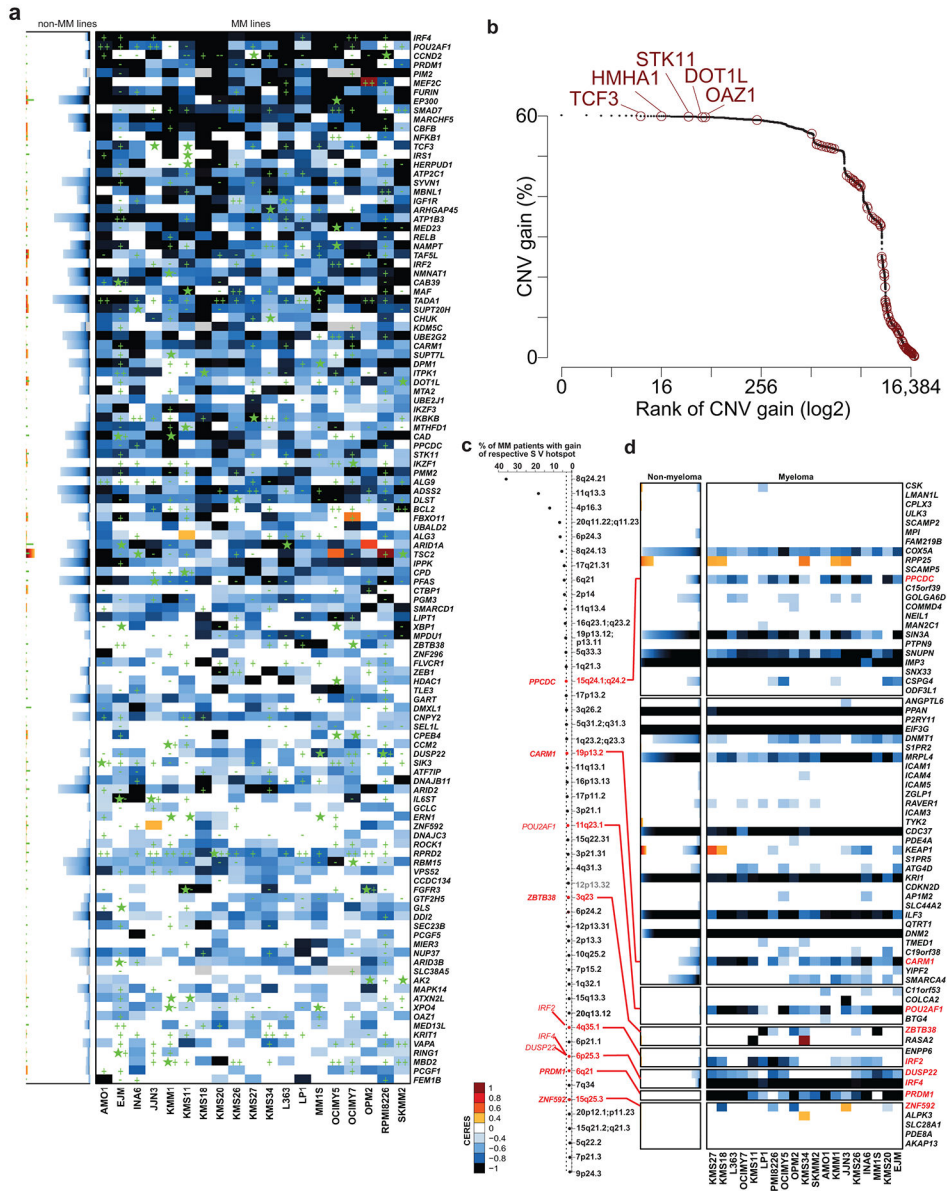 a
non-MM lines
MM lines
IRF4
POU2AF1
CCND2
PRDM1
PIM2
MEF2C
FURIN
EP300
SMAD7
MARCHF5
CBFB
NFKB1
TCF3
IRS1
HERPUD1
ATP2C1
SYVN1
MBNL1
IGF1R
ARHGAP45
ATP1B3
MED23
RELB
NAMPT
TAF5L
IRF2
NMNAT1
CAB39
MAF
TADA1
SUPT20H
CHUK
KDM5C
UBE2G2
CARM1
SUPT7L
DPM1
ITPK1
DOT1L
MTA2
UBE2J1
IKZF3
IKBKB
MTHFD1
CAD
PPCDC
STK11
IKZF1
PMM2
ALG9
ADSS2
DLST
BCL2
FBXO11
UBALD2
ALG3
ARID1A
TSC2
IPPK
CPD
PFAS
CTBP1
PGM3
SMARCD1
LIPT1
XBP1
MPDU1
ZBTB38
ZNF296
FLVCR1
ZEB1
HDAC1
TLE3
GART
DMXL1
CNPY2
SEL1L
CPEB4
CCM2
DUSP22
SIK3
ATF7IP
DNAJB11
ARID2
IL6ST
GCLC
ERN1
ZNF592
DNAJC3
ROCK1
RPRD2
RBM15
VPS52
CCDC134
FGFR3
GTF2H5
GLS
DDI2
SEC23B
PCGF5
MIER3
NUP37
ARID3B
SLC38A5
AK2
MAPK14
ATXN2L
XPO4
OAZ1
MED13L
KRIT1
VAPA
RING1
MBD2
PCGF1
FEM1B
AMO1
EJM
INA6
JJN3
KMM1
KMS11
KMS18
KMS20
KMS26
KMS27
KMS34
L363
LP1
MM1S
OCIMY5
OCIMY7
OPM2
RPMI8226
SKMM2
CERES
1
0.8
0.6
0.4
0.2
0
−0.2
−0.4
−0.6
−0.8
−1
b
STK11
HMHA1
DOT1L
TCF3
OAZ1
60
0
CNV gain (%)
0
16
256
16,384
Rank of CNV gain (log2)
c
% of MM patients with gain
of respective S V hotspot
40 30 20 10 0
8q24.21
11q13.3
4p16.3
20q11.22;q11.23
6p24.3
8q24.13
17q21.31
6q21
2p14
11q13.4
16q23.1;q23.2
19p13.12;
p13.11
5q33.3
1q21.3
15q24.1;q24.2
17p13.2
3q26.2
5q31.2;q31.3
1q23.2;q23.3
19p13.2
11q13.1
16p13.13
17p11.2
3p21.1
11q23.1
15q22.31
3p21.31
4q31.3
12p13.32
3q23
6p24.2
12p13.31
2p13.3
10q25.2
7p15.2
1q32.1
15q13.3
20q13.12
4q35.1
6p21.1
6p25.3
6q21
7q34
15q25.3
20p12.1;p11.23
15q21.2;q21.3
5q22.2
7p21.3
9p24.3
PPCDC
CARM1
POU2AF1
ZBTB38
IRF2
IRF4
DUSP22
PRDM1
ZNF592
d
Non-myeloma
Myeloma
CSK
LMAN1L
CPLX3
ULK3
SCAMP2
MPI
FAM219B
COX5A
RPP25
SCAMP5
PPCDC
C15orf39
GOLGA6D
COMMD4
NEIL1
MAN2C1
SIN3A
PTPN9
SNUPN
IMP3
SNX33
CSPG4
ODF3L1
ANGPTL6
PPAN
P2RY11
EIF3G
DNMT1
S1PR2
MRPL4
ICAM1
ICAM4
ICAM5
ZGLP1
RAVER1
ICAM3
TYK2
CDC37
PDE4A
KEAP1
S1PR5
ATG4D
KRI1
CDKN2D
AP1M2
SLC44A2
ILF3
QTRT1
DNM2
TMED1
C19orf38
CARM1
YIPF2
SMARCA4
C11orf53
COLCA2
POU2AF1
BTG4
ZBTB38
RASA2
ENPP6
IRF2
DUSP22
IRF4
PRDM1
ZNF592
ALPK3
SLC28A1
PDE8A
AKAP13
KMS27
KMS18
L363
OCIMY7
KMS11
LP1
PMI8226
OCIMY5
OPM2
KMS34
SKMM2
AMO1
KMM1
JJN3
KMS26
INA6
MM1S
KMS20
EJM